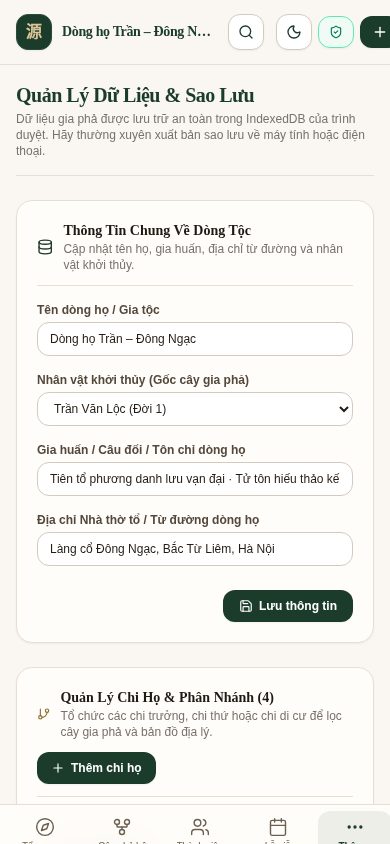 源 Dòng họ Trần – Đông N...
Quản Lý Dữ Liệu & Sao Lưu
Dữ liệu gia phả được lưu trữ an toàn trong IndexedDB của trình
duyệt. Hãy thường xuyên xuất bản sao lưu về máy tính hoặc điện
thoại.
Thông Tin Chung Về Dòng Tộc
Cập nhật tên họ, gia huấn, địa chỉ từ đường và nhân
vật khởi thủy.
Tên dòng họ / Gia tộc
Dòng họ Trần – Đông Ngạc
Nhân vật khởi thủy (Gốc cây gia phả)
Trần Văn Lộc (Đời 1)
Gia huấn / Câu đối / Tôn chỉ dòng họ
Tiên tổ phương danh lưu vạn đại · Tử tôn hiếu thảo kế
Địa chỉ Nhà thờ tổ / Từ đường dòng họ
Làng cổ Đông Ngạc, Bắc Từ Liêm, Hà Nội
Lưu thông tin
Quản Lý Chi Họ & Phân Nhánh (4)
Tổ chức các chi trưởng, chi thứ hoặc chi di cư để lọc
cây gia phả và bản đồ địa lý.
Thêm chi họ